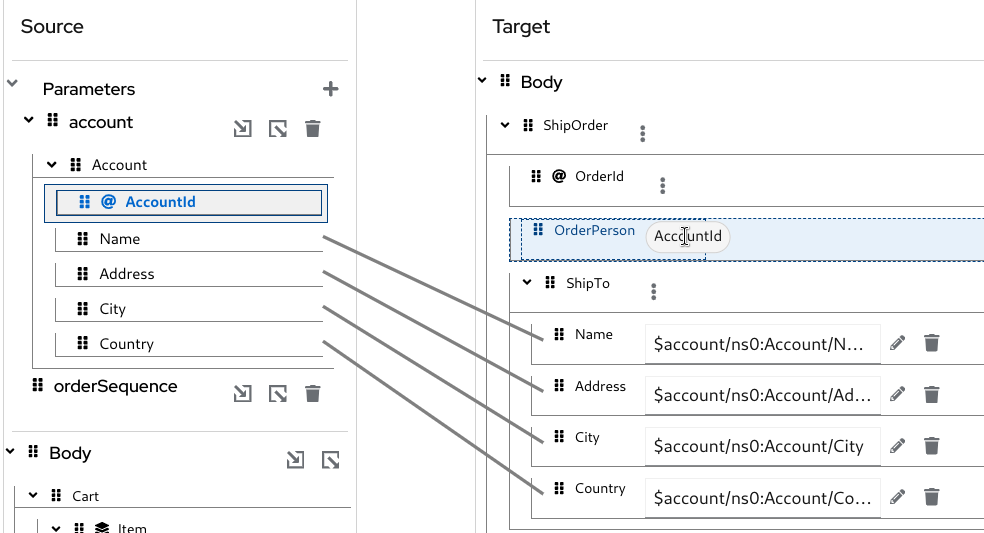 Source
Parameters
account
Account
@ AccountId
Name
Address
City
Country
orderSequence
Body
Cart
Item
Target
Body
ShipOrder
@ OrderId
OrderPerson
AccountId
ShipTo
Name $account/ns0:Account/N...
Address $account/ns0:Account/Ad...
City $account/ns0:Account/City
Country $account/ns0:Account/Co...